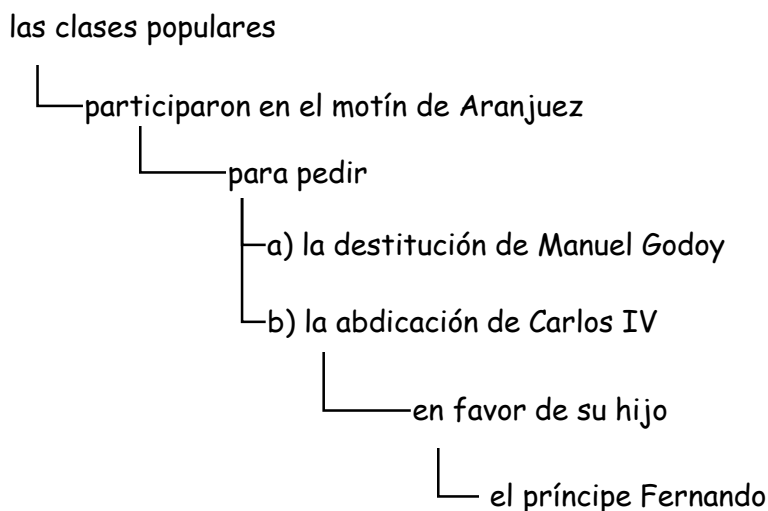 las clases populares
participaron en el motín de Aranjuez
para pedir
a) la destitución de Manuel Godoy
b) la abdicación de Carlos IV
en favor de su hijo
el príncipe Fernando